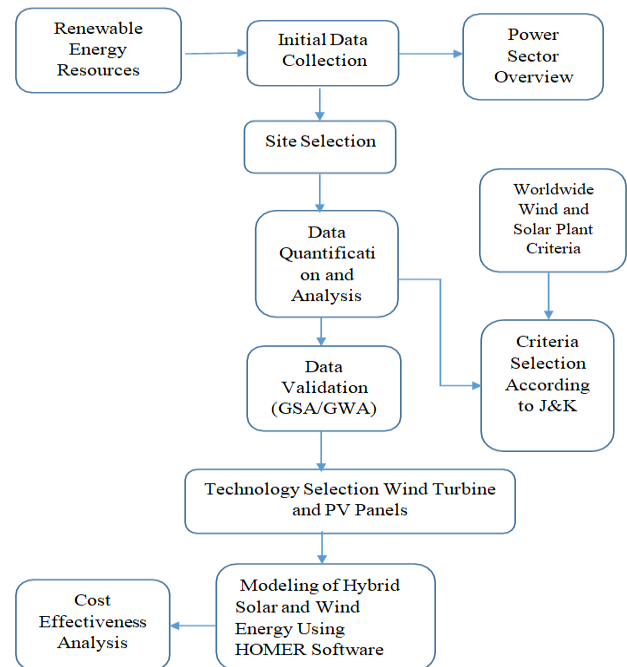 Renewable
Energy
Resources
Initial Data
Collection
Power
Sector
Overview
Site Selection
Worldwide
Wind and
Solar Plant
Criteria
Data
Quantificati
on and
Analysis
Criteria
Selection
According
to J&K
Data
Validation
(GSA/GWA)
Technology Selection Wind Turbine
and PV Panels
Modeling of Hybrid
Solar and Wind
Energy Using
HOMER Software
Cost
Effectiveness
Analysis